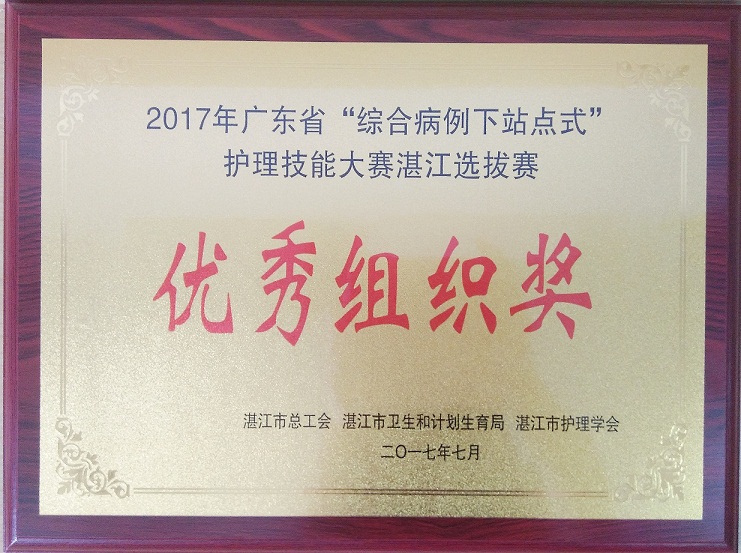 2017年广东省“综合病例下站点式”
护理技能大赛湛江选拔赛
优秀组织奖
湛江市总工会 湛江市卫生和计划生育局 湛江市护理学会
二〇一七年七月